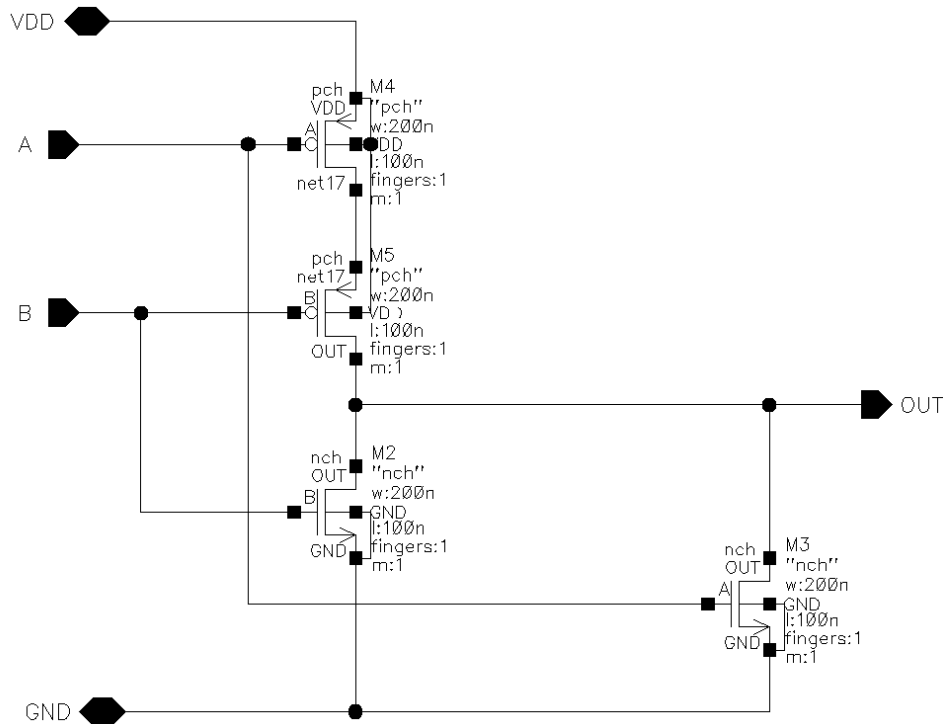 VDD
pch
M4
VDD
"pch"
A
w:200n
A
VDD
l:100n
net17
fingers:1
m:1
pch
M5
net17
"pch"
B
w:200n
B
l:100n
OUT
fingers:1
m:1
OUT
nch
M2
OUT
"nch"
B
w:200n
GND
l:100n
GND
fingers:1
m:1
nch
M3
OUT
"nch"
A
w:200n
GND
l:100n
GND
fingers:1
m:1
GND